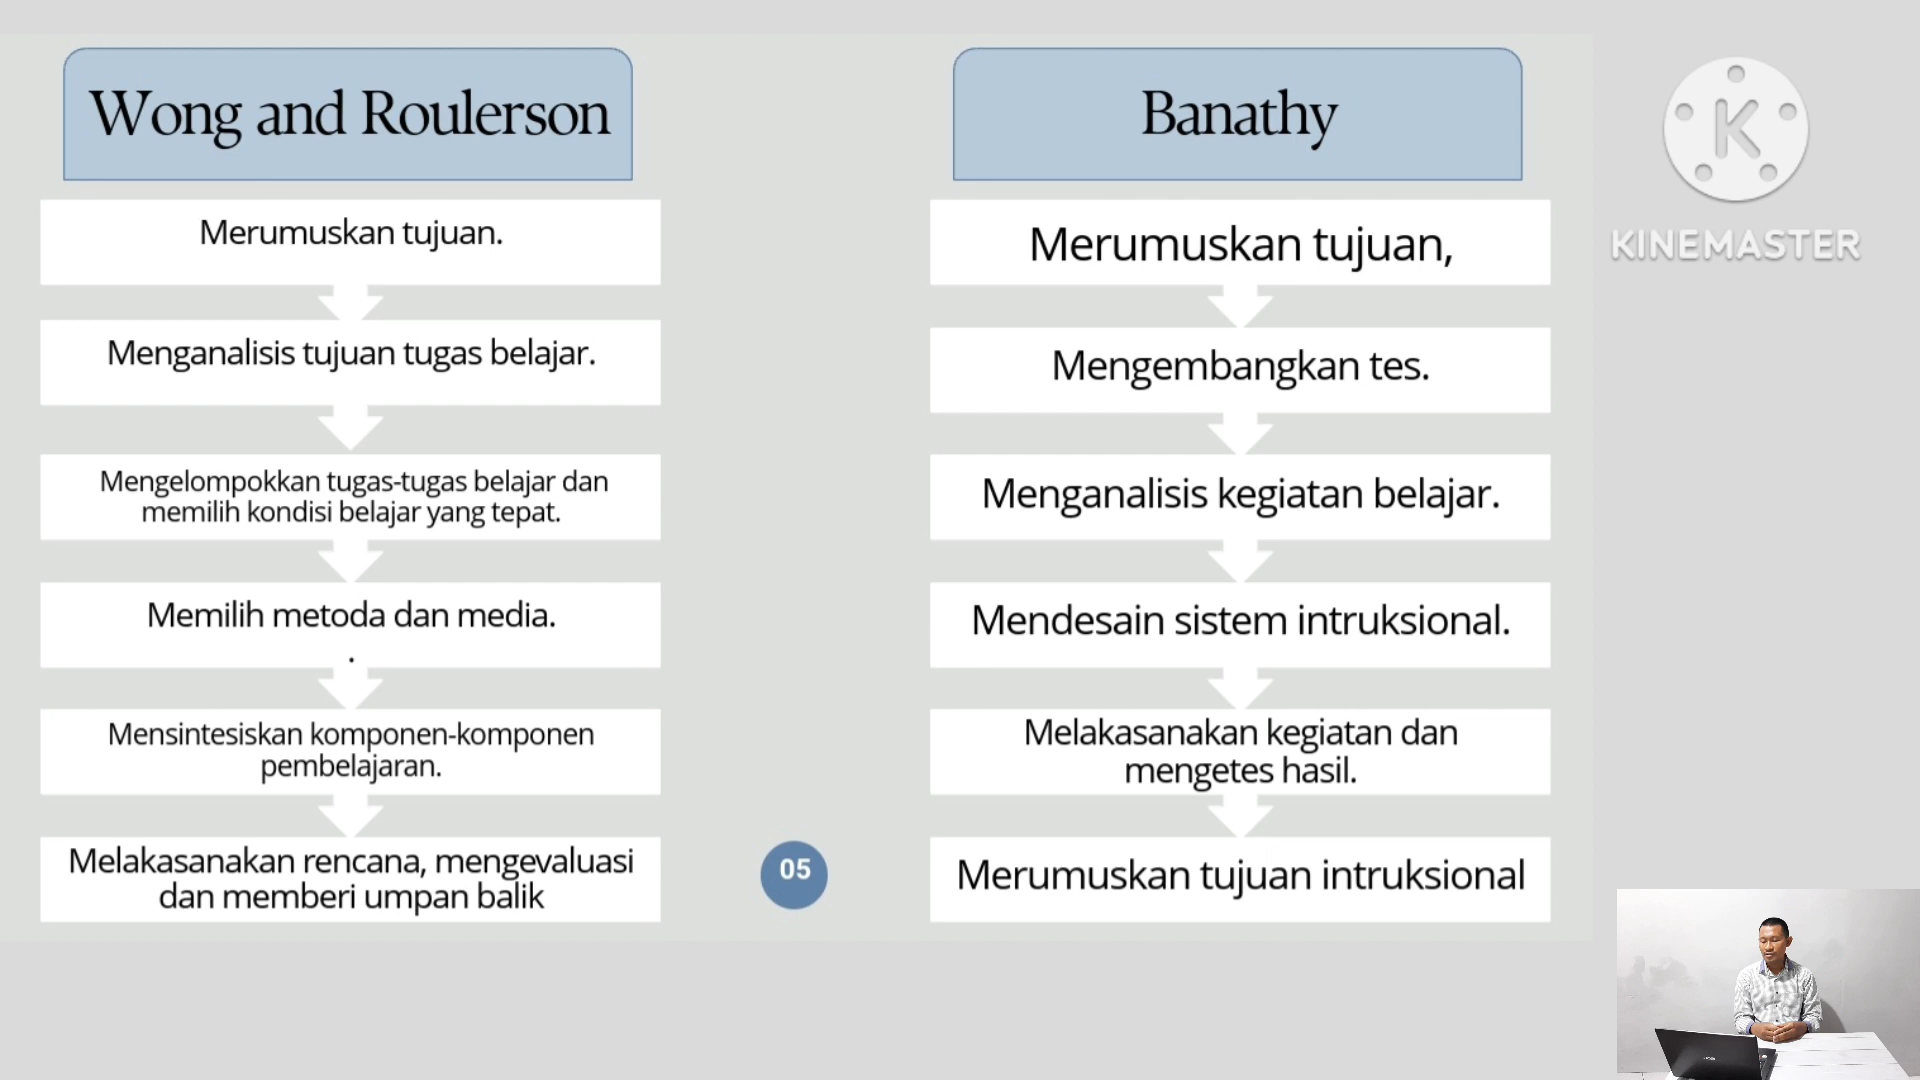 Wong and Roulerson
Merumuskan tujuan.
Menganalisis tujuan tugas belajar.
Mengelompokkan tugas-tugas belajar dan
memilih kondisi belajar yang tepat.
Memilih metoda dan media.
.
Mensintesiskan komponen-komponen
pembelajaran.
Melakasanakan rencana, mengevaluasi
dan memberi umpan balik
05
Banathy
Merumuskan tujuan,
Mengembangkan tes.
Menganalisis kegiatan belajar.
Mendesain sistem intruksional.
Melakasanakan kegiatan dan
mengetes hasil.
Merumuskan tujuan intruksional
K
KINEMASTER